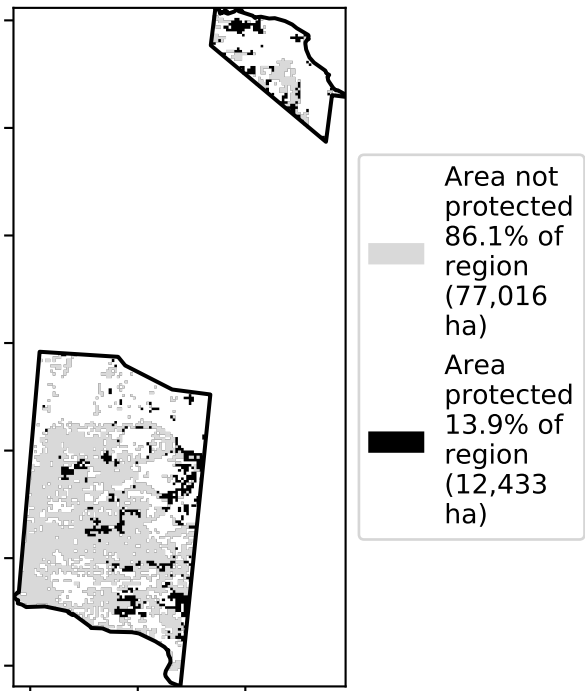 Area not
protected
86.1% of
region
(77,016
ha)
Area
protected
13.9% of
region
(12,433
ha)